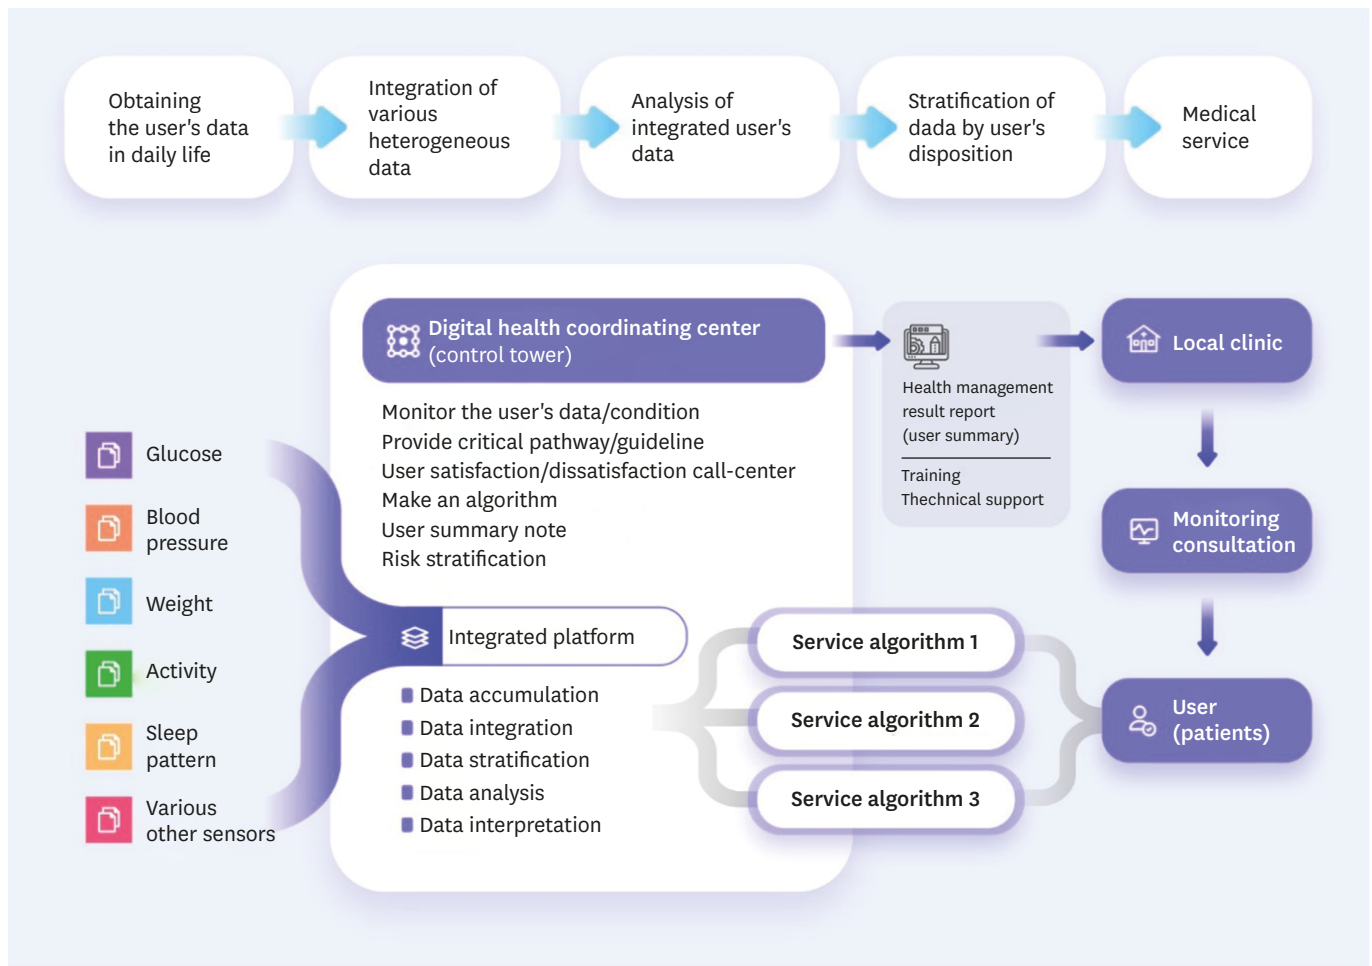 Obtaining
the user's data
in daily life
Integration of
various
heterogeneous
data
Analysis of
integrated user's
data
Stratification of
dada by user's
disposition
Medical
service
Digital health coordinating center
(control tower)
Monitor the user's data/condition
Provide critical pathway/guideline
User satisfaction/dissatisfaction call-center
Make an algorithm
User summary note
Risk stratification
Health management
result report
(user summary)
Training
Thechnical support
Local clinic
Monitoring
consultation
User
(patients)
Glucose
Blood
pressure
Weight
Activity
Sleep
pattern
Various
other sensors
Integrated platform
Data accumulation
Data integration
Data stratification
Data analysis
Data interpretation
Service algorithm 1
Service algorithm 2
Service algorithm 3